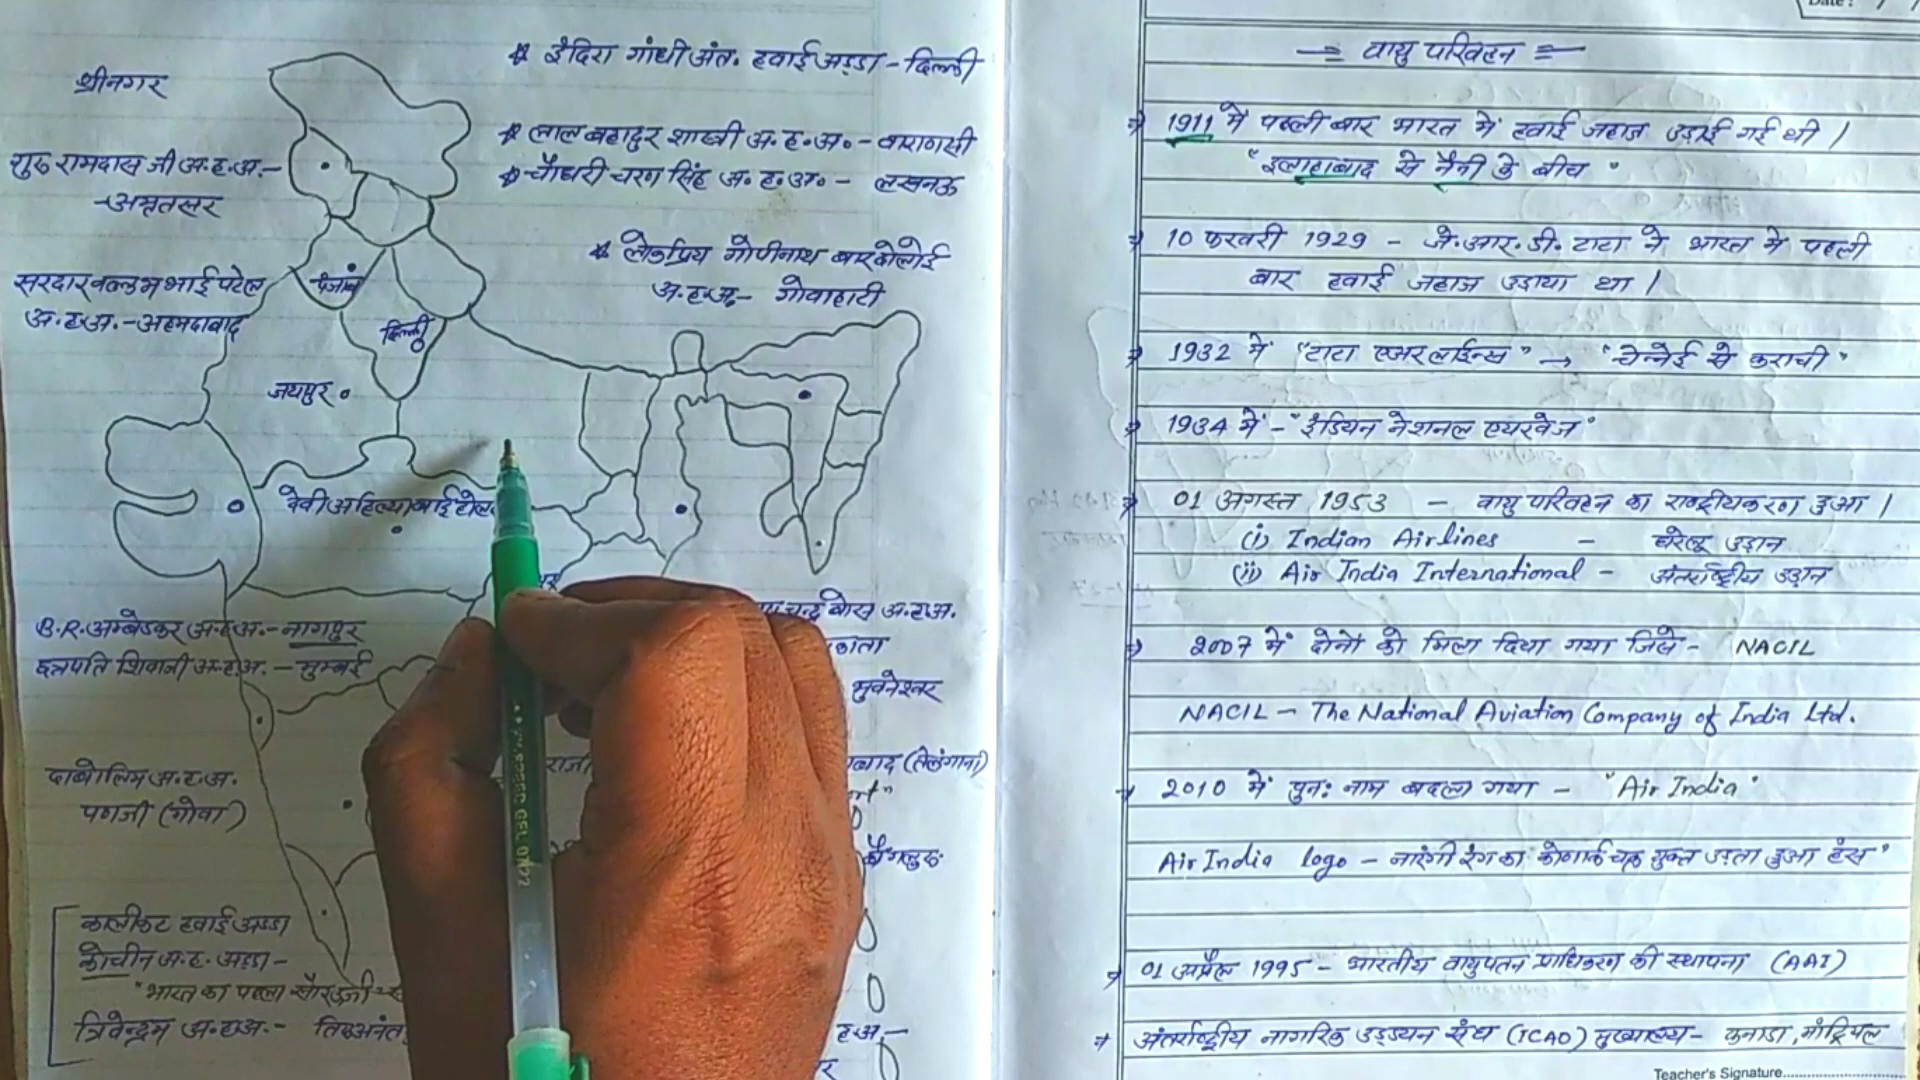 * इंदिरा गांधी अंत. हवाई अड्डा - दिल्ली
श्रीनगर
* लाल बहादुर शास्त्री अ.ह.अ. - वाराणसी
* चौधरी चरण सिंह अ.ह.अ. - लखनऊ
गुरु रामदास जी अ.ह.अ.-
-अमृतसर
* लोकप्रिय गोपीनाथ बारदोलोई
अ.ह.अ.- गोवाहाटी
सरदार वल्लभ भाई पटेल
अ.ह.अ.-अहमदाबाद
पंजाब
दिल्ली
जयपुर
देवी अहिल्या बाई होल
B.R. अम्बेडकर अ.ह.अ.- नागपुर
छत्रपति शिवाजी अ.ह.अ. - मुम्बई
चन्द्र बोस अ.ह.अ.
भुवनेश्वर
दाबोलिम अ.ह.अ.
पणजी (गोवा)
(तेलंगाना)
बैंगलुरु
कालीकट हवाई अड्डा
कोचीन अ.ह. अड्डा -
"भारत का पहला सौर ऊर्जा
त्रिवेन्द्रम अ.ह.अ.- तिरुअनंत
ह.अ.-
Date :
= वायु परिवहन =
⇒ 1911 में पहली बार भारत में हवाई जहाज उड़ाई गई थी |
"इलाहाबाद से नैनी के बीच"
⇒ 10 फरवरी 1929 - जे.आर.डी. टाटा ने भारत में पहली
बार हवाई जहाज उड़ाया था |
⇒ 1932 में "टाटा एअर लाईन्स" → "चेन्नेई से कराची"
⇒ 1934 में - "इंडियन नेशनल एयरवेज"
⇒ 01 अगस्त 1953 - वायु परिवहन का राष्ट्रीयकरण हुआ |
(i) Indian Airlines - घरेलू उड़ान
(ii) Air India International - अंतर्राष्ट्रीय उड़ान
⇒ 2007 में दोनों को मिला दिया गया जिसे - NACIL
NACIL - The National Aviation Company of India Ltd.
→ 2010 में पुनः नाम बदला गया - "Air India"
Air India logo - नारंगी रंग का कोणार्क चक्र युक्त उड़ता हुआ हंस"
⇒ 01 अप्रैल 1995 - भारतीय वायुपतन प्राधिकरण की स्थापना (AAI)
⇒ अंतर्राष्ट्रीय नागरिक उड्डयन संघ (ICAO) मुख्यालय - कनाडा, मोंट्रियल
Teacher's Signature